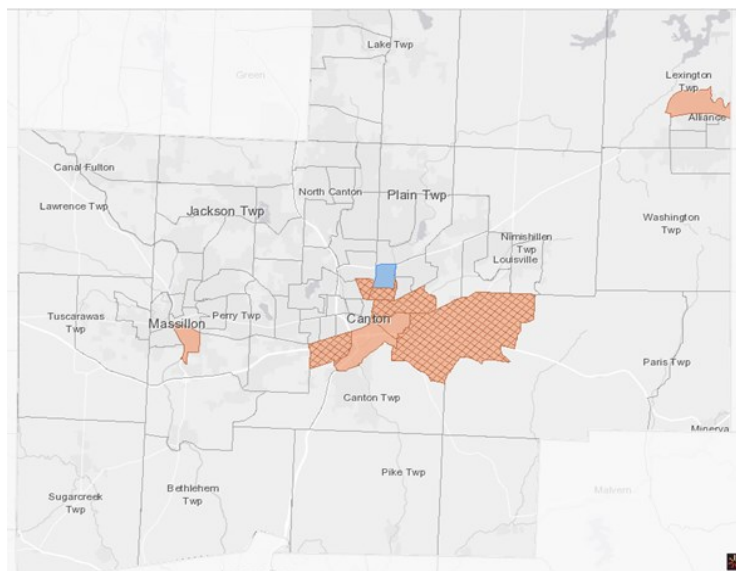 Lake Twp
Green
Lexington
Twp
Alliance
Canal Fulton
North Canton
Plain Twp
Lawrence Twp
Jackson Twp
Washington
Twp
Nimishillen
Twp
Louisville
Tuscarawas
Twp
Massillon
Perry Twp
Canton
Paris Twp
Canton Twp
Minerva
Pike Twp
Bethlehem
Twp
Sugarcreek
Twp
Malvern